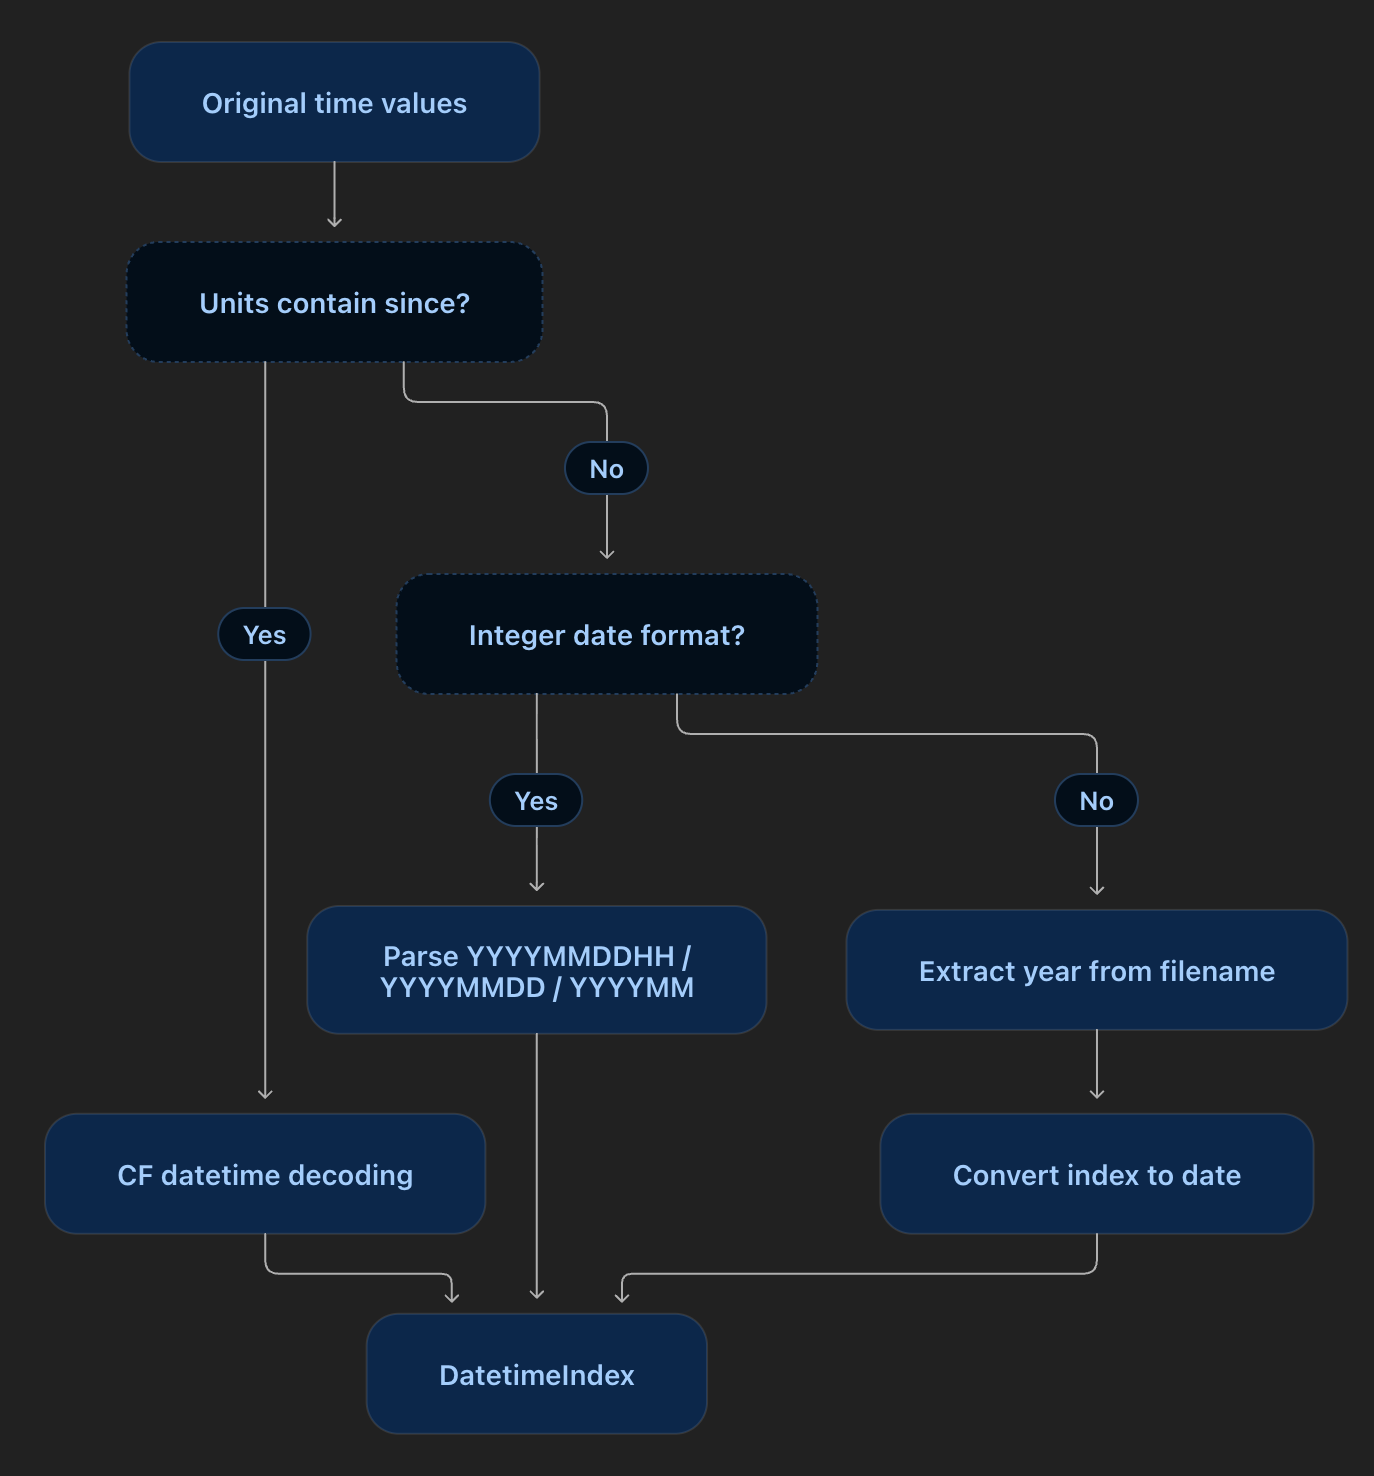 Original time values
Units contain since?
No
Yes
Integer date format?
Yes
No
Parse YYYYMMDDHH /
YYYYMMDD / YYYYMM
Extract year from filename
CF datetime decoding
Convert index to date
DatetimeIndex